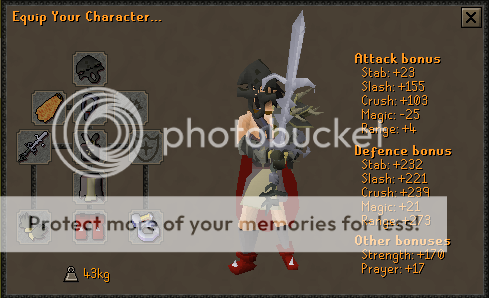 Equip Your Character...
Attack bonus
Stab: +23
Slash: +155
Crush: +103
Magic: -25
Range: +4
photobucket
Defence bonus
Stab: +232
Slash: +221
Crush: +239
Magic: +21
Range: +273
Protect more of your memories for less!
Other bonuses
Strength: +170
Prayer: +17
43kg